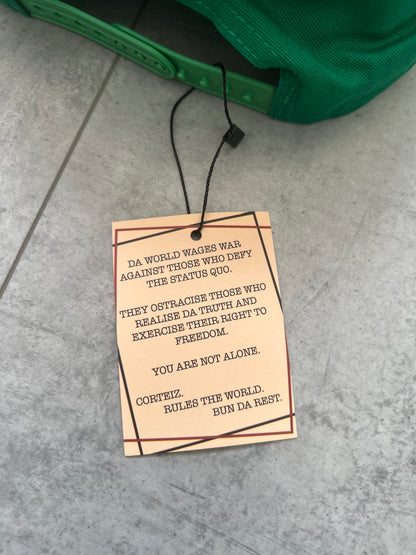 DA WORLD WAGES WAR
AGAINST THOSE WHO DEFY
THE STATUS QUO.
THEY OSTRACISE THOSE WHO
REALISE DA TRUTH AND
EXERCISE THEIR RIGHT TO
FREEDOM.
YOU ARE NOT ALONE.
CORTEIZ.
RULES THE WORLD.
BUN DA REST.